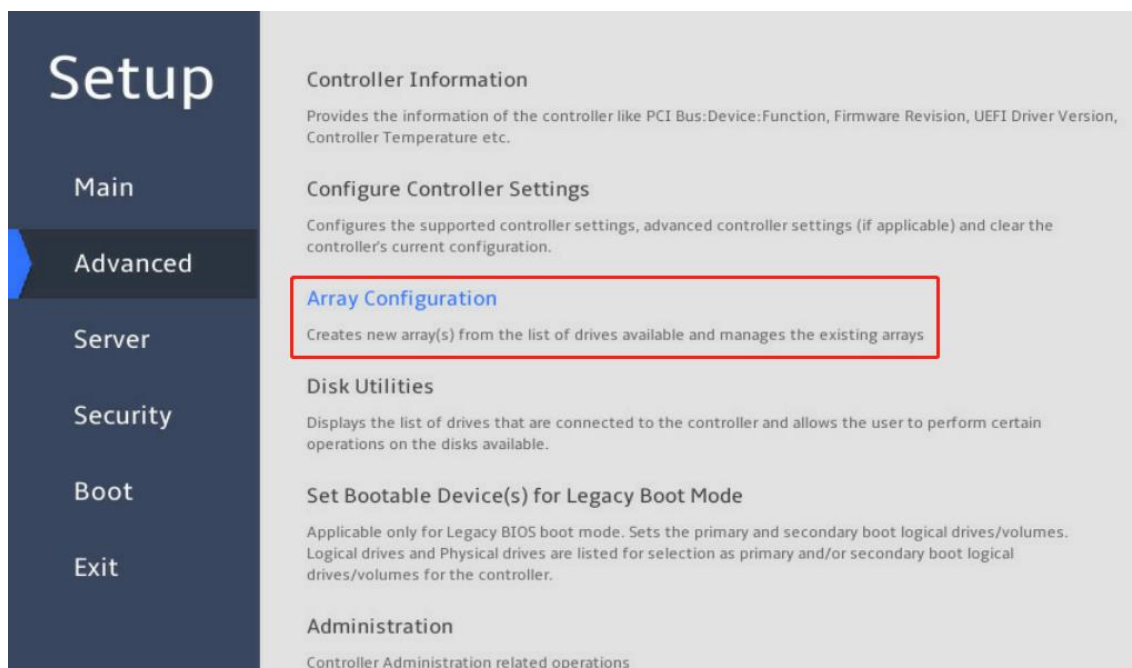 Setup
Main
Advanced
Server
Security
Boot
Exit
Controller Information
Provides the information of the controller like PCI Bus:Device:Function, Firmware Revision, UEFI Driver Version,
Controller Temperature etc.
Configure Controller Settings
Configures the supported controller settings, advanced controller settings (if applicable) and clear the
controller's current configuration.
Array Configuration
Creates new array(s) from the list of drives available and manages the existing arrays
Disk Utilities
Displays the list of drives that are connected to the controller and allows the user to perform certain
operations on the disks available.
Set Bootable Device(s) for Legacy Boot Mode
Applicable only for Legacy BIOS boot mode. Sets the primary and secondary boot logical drives/volumes.
Logical drives and Physical drives are listed for selection as primary and/or secondary boot logical
drives/volumes for the controller.
Administration
Controller Administration related operations